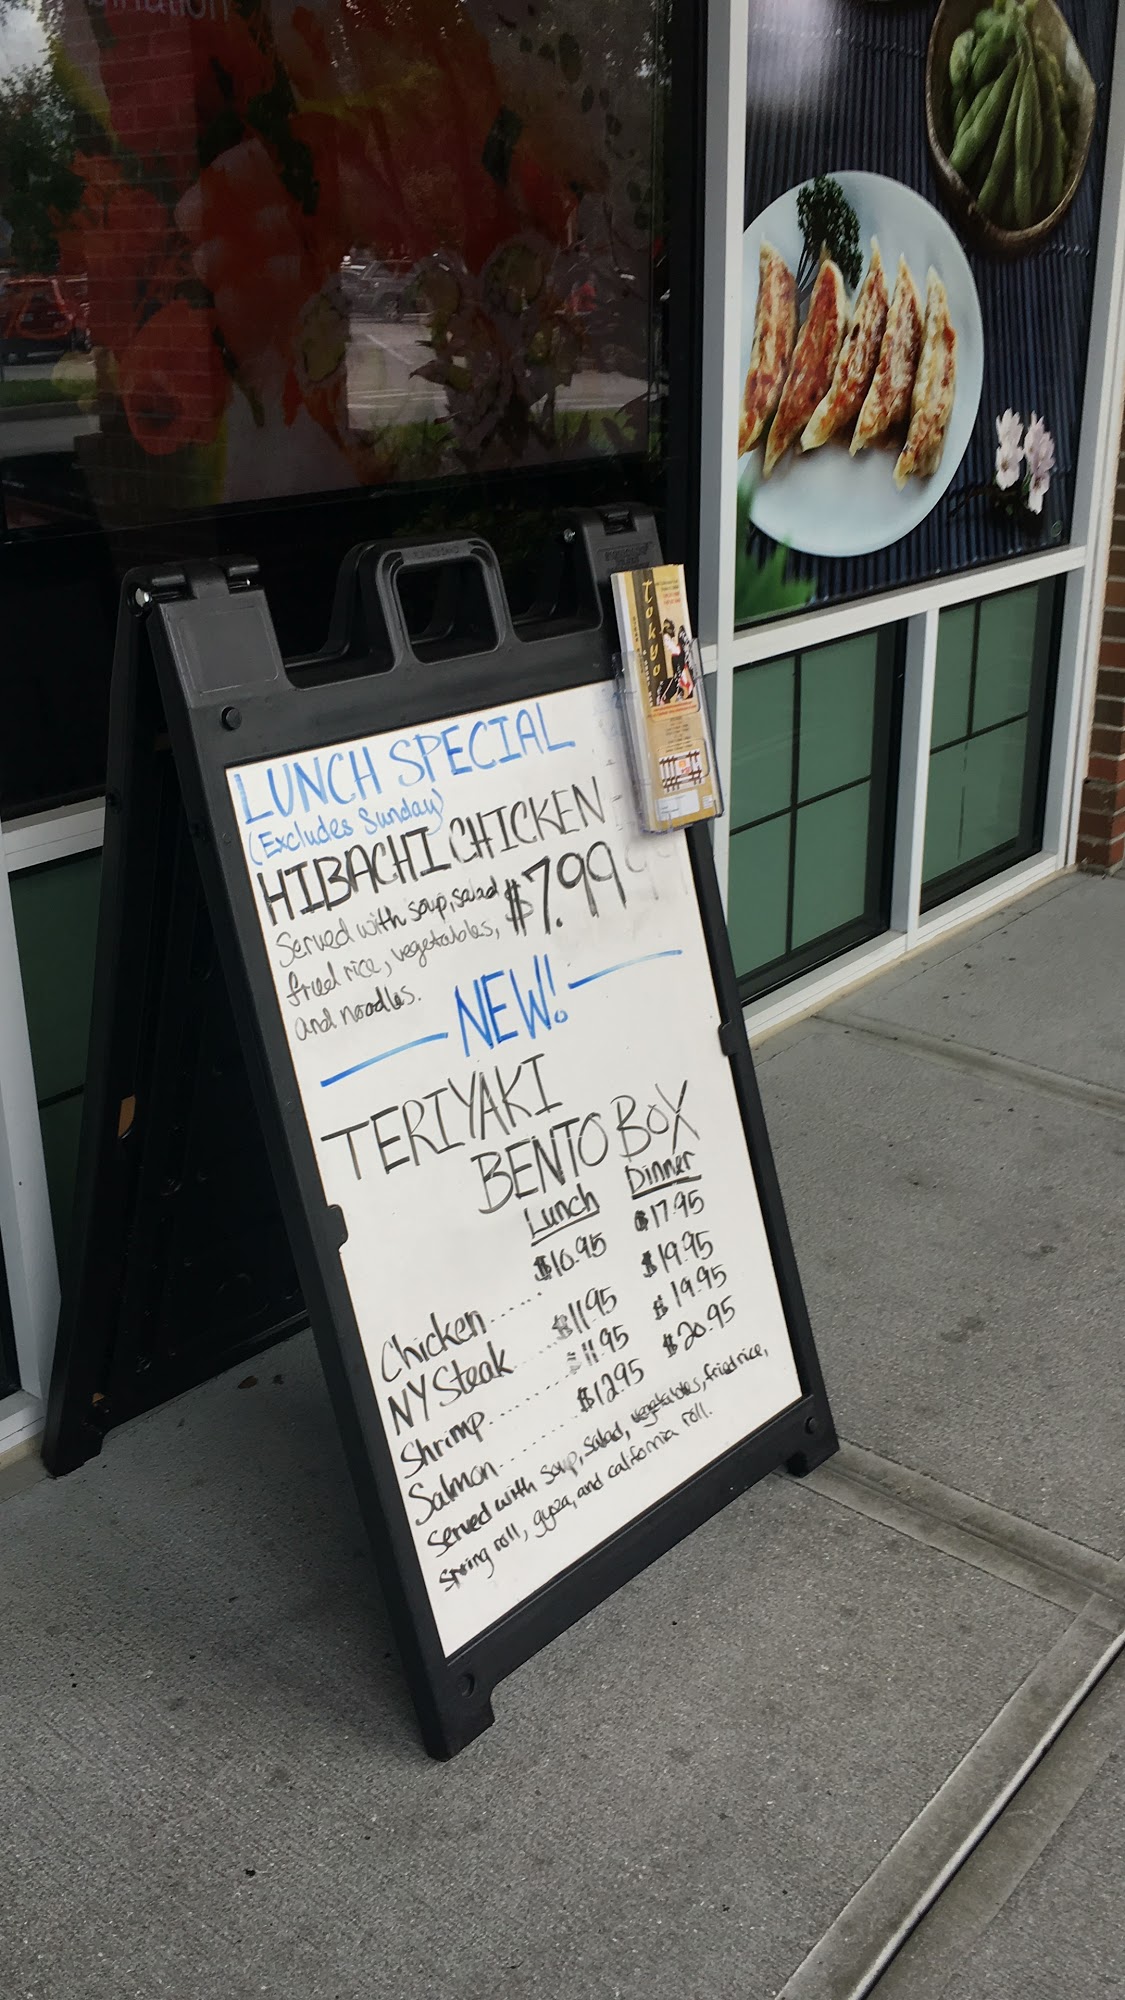 LUNCH SPECIAL
(Excludes Sunday)
HIBACHI CHICKEN
Served with soup, salad $7.99
fried rice, vegetables,
and noodles.
NEW!
TERIYAKI
BENTO BOX
Lunch Dinner
Chicken...... $10.95 $17.95
NY Steak...... $11.95 $19.95
Shrimp......... $11.95 $19.95
Salmon......... $12.95 $20.95
Served with soup, salad, vegetables, fried rice,
spring roll, gyoza, and california roll.
Tokyo